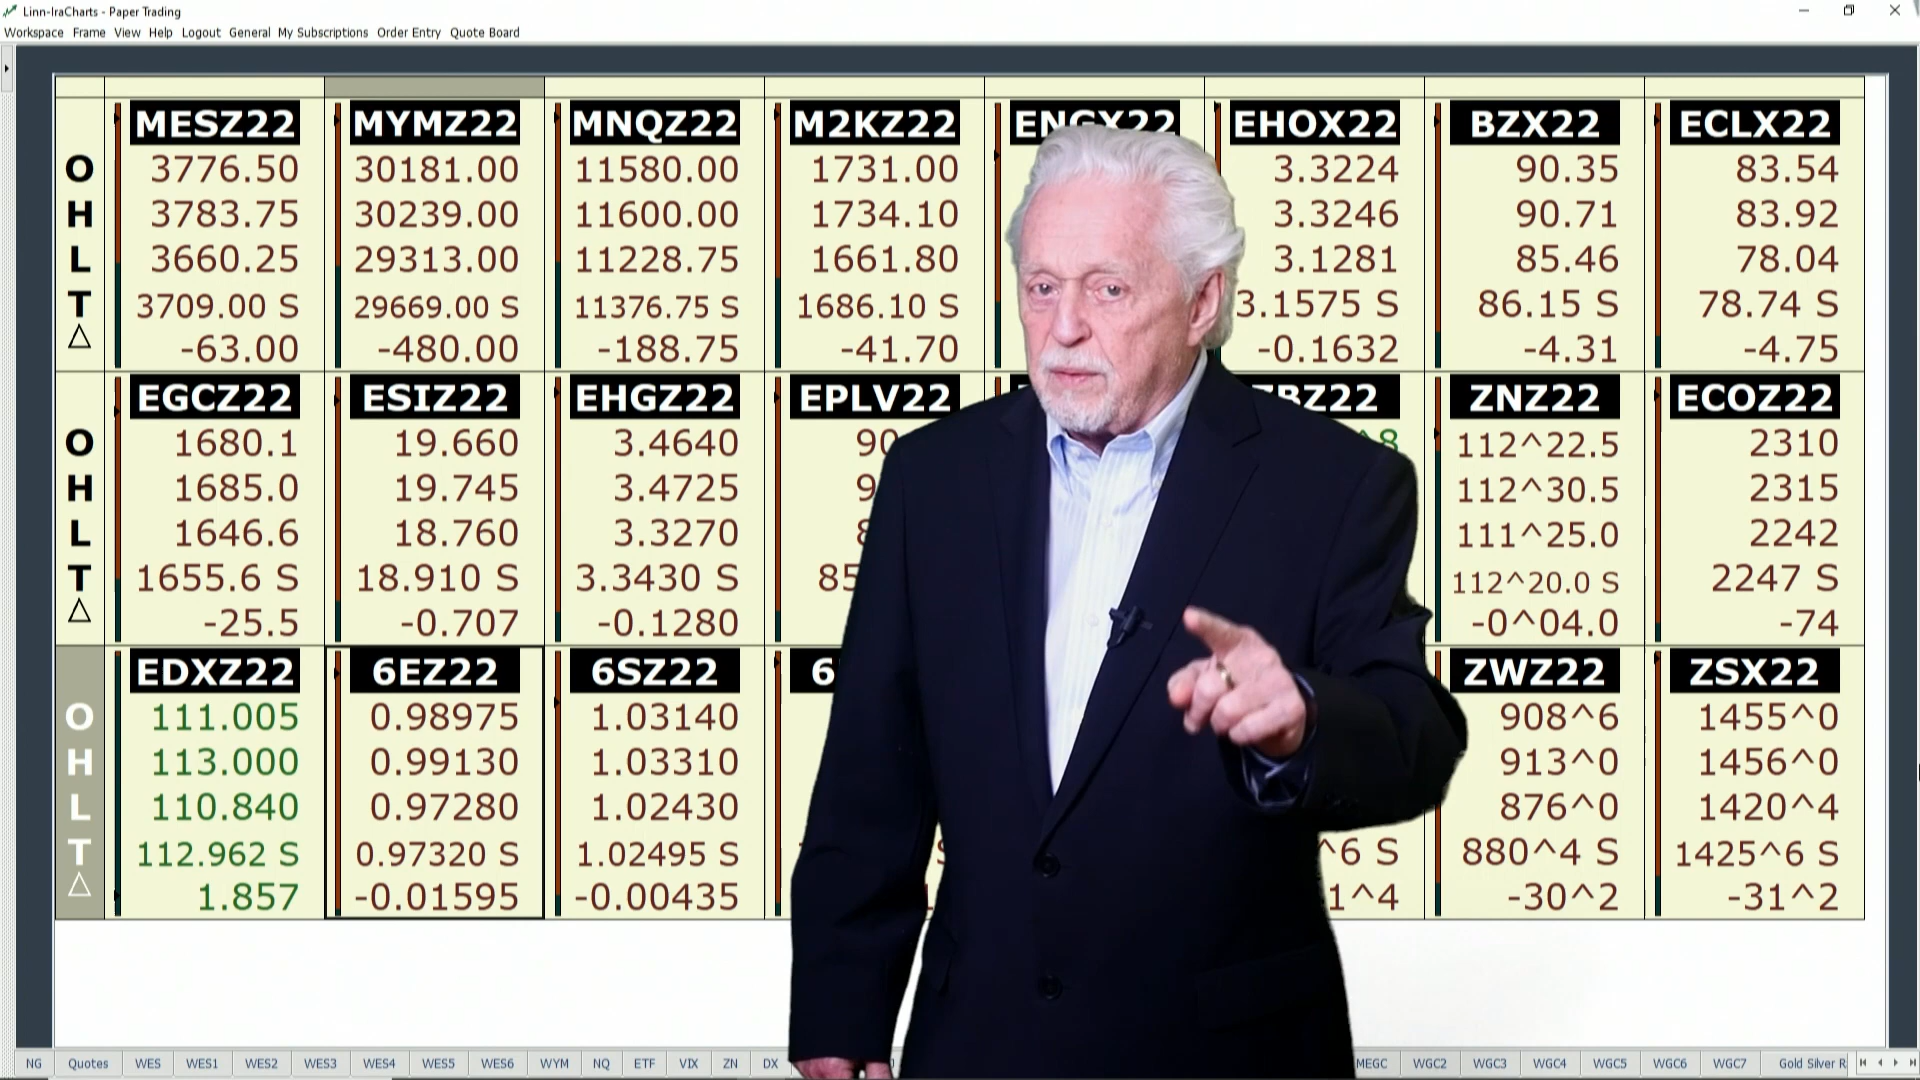 Linn-IraCharts - Paper Trading
Workspace Frame View Help Logout General My Subscriptions Order Entry Quote Board
MESZ22 MYMZ22 MNQZ22 M2KZ22 ENGX22 EHOX22 BZX22 ECLX22
O 3776.50 30181.00 11580.00 1731.00 3.3224 90.35 83.54
H 3783.75 30239.00 11600.00 1734.10 3.3246 90.71 83.92
L 3660.25 29313.00 11228.75 1661.80 3.1281 85.46 78.04
T 3709.00 S 29669.00 S 11376.75 S 1686.10 S 3.1575 S 86.15 S 78.74 S
△ -63.00 -480.00 -188.75 -41.70 -0.1632 -4.31 -4.75
EGCZ22 ESIZ22 EHGZ22 EPLV22 ZBZ22 ZNZ22 ECOZ22
O 1680.1 19.660 3.4640 90 ^8 112^22.5 2310
H 1685.0 19.745 3.4725 9 112^30.5 2315
L 1646.6 18.760 3.3270 8 111^25.0 2242
T 1655.6 S 18.910 S 3.3430 S 85 112^20.0 S 2247 S
△ -25.5 -0.707 -0.1280 -0^04.0 -74
EDXZ22 6EZ22 6SZ22 6 ZWZ22 ZSX22
O 111.005 0.98975 1.03140 908^6 1455^0
H 113.000 0.99130 1.03310 913^0 1456^0
L 110.840 0.97280 1.02430 876^0 1420^4
T 112.962 S 0.97320 S 1.02495 S ^6 S 880^4 S 1425^6 S
△ 1.857 -0.01595 -0.00435 1^4 -30^2 -31^2
NG Quotes WES WES1 WES2 WES3 WES4 WES5 WES6 WYM NQ ETF VIX ZN DX MEGC WGC2 WGC3 WGC4 WGC5 WGC6 WGC7 Gold Silver R